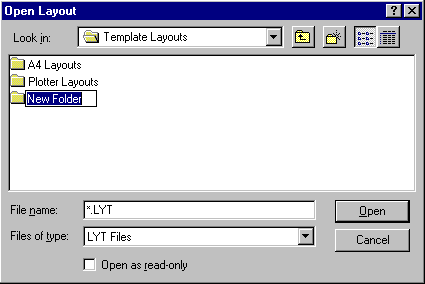 Open Layout
Look in: Template Layouts
A4 Layouts
Plotter Layouts
New Folder
File name: *.LYT Open
Files of type: LYT Files Cancel
Open as read-only